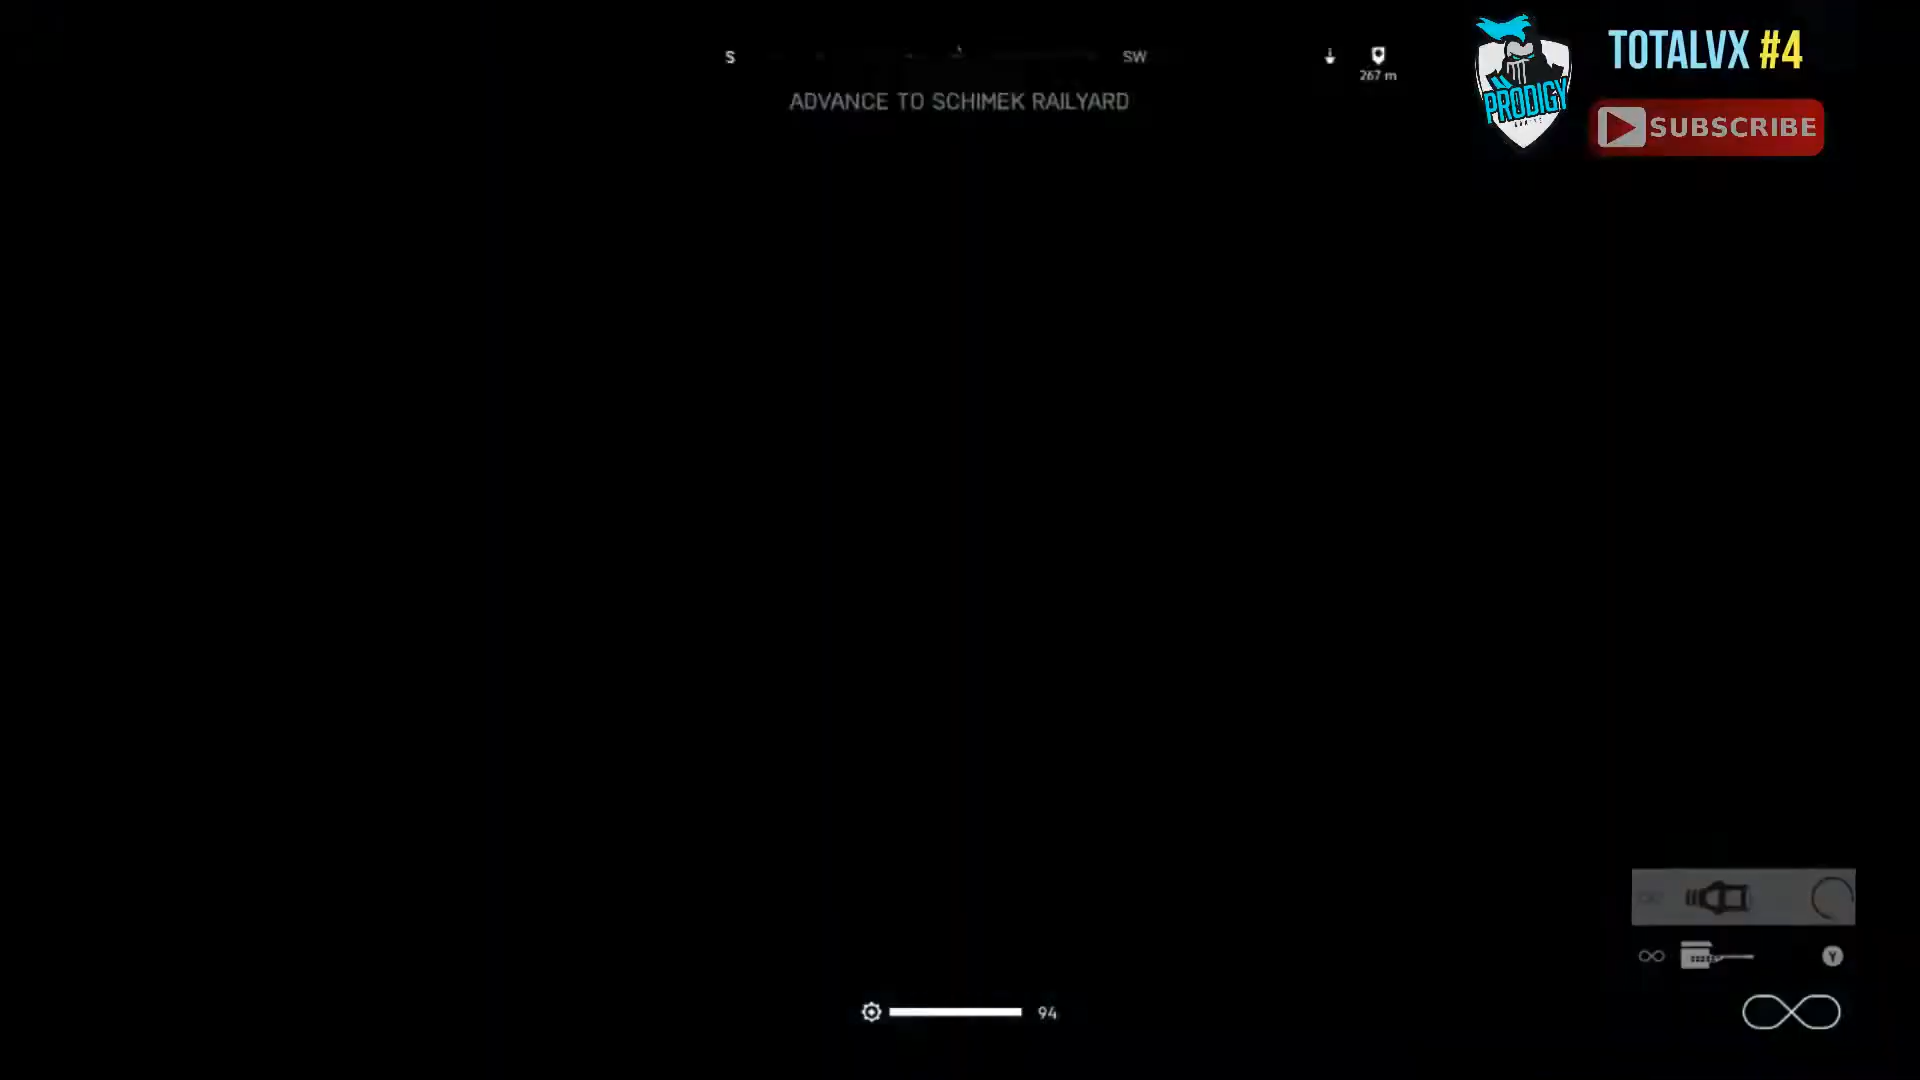 S
SW
267 m
ADVANCE TO SCHIMEK RAILYARD
TOTALVX #4
PRODIGY
SUBSCRIBE
∞
∞ Y
94
∞